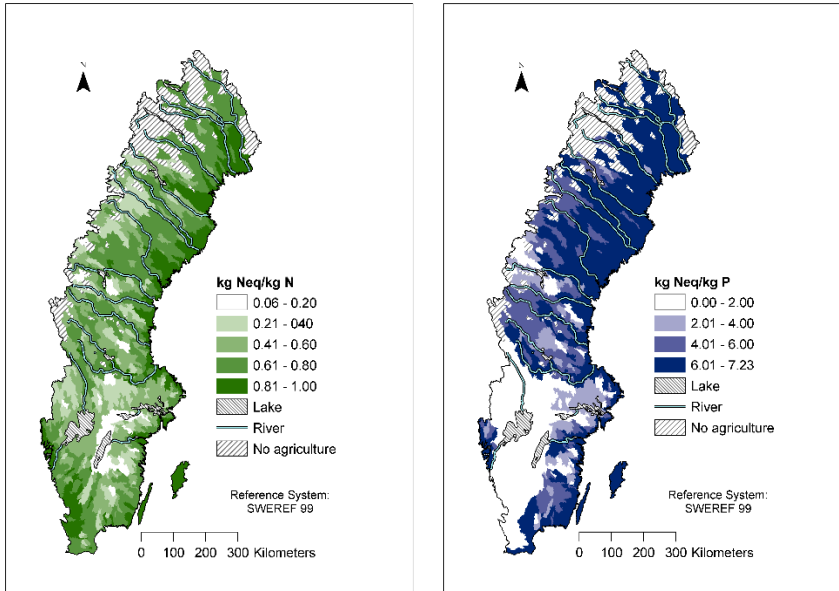 N
kg Neq/kg N
0.06 - 0.20
0.21 - 040
0.41 - 0.60
0.61 - 0.80
0.81 - 1.00
Lake
River
No agriculture
Reference System:
SWEREF 99
0 100 200 300 Kilometers
N
kg Neq/kg P
0.00 - 2.00
2.01 - 4.00
4.01 - 6.00
6.01 - 7.23
Lake
River
No agriculture
Reference System:
SWEREF 99
0 100 200 300 Kilometers